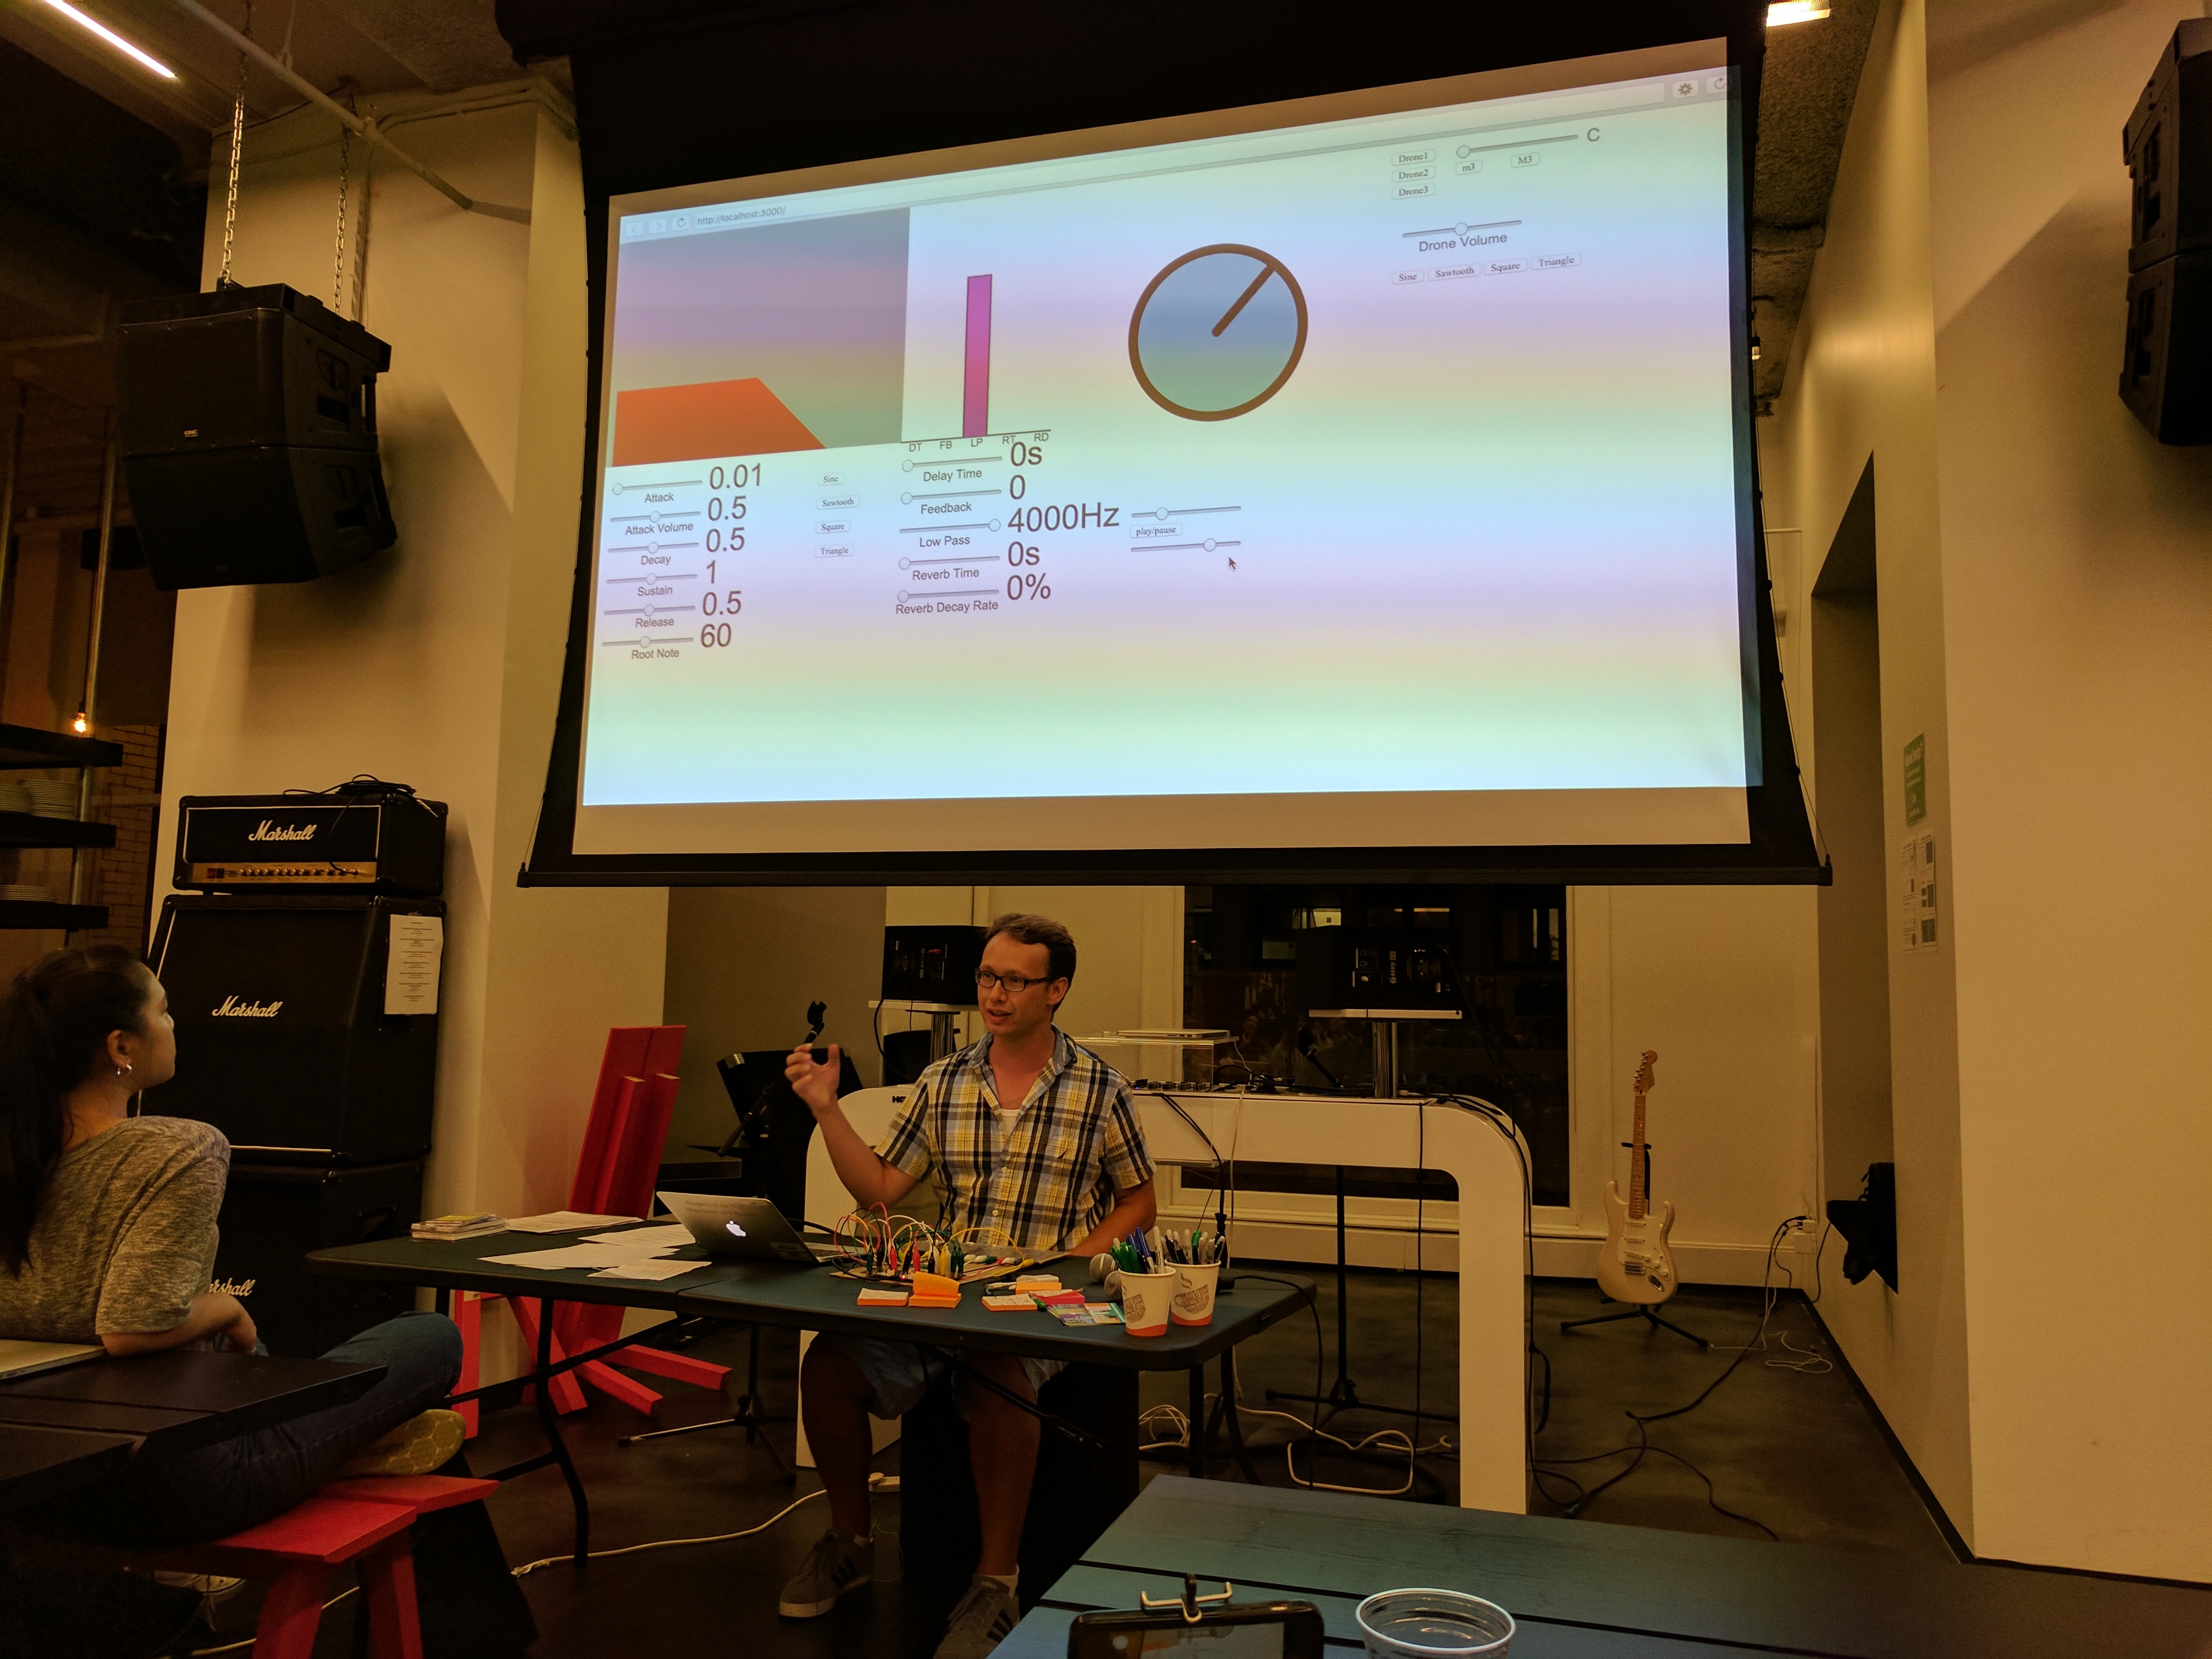 http://localhost:3000/
C
Drone1
m3
M3
Drone2
Drone3
Drone Volume
Sine
Sawtooth
Square
Triangle
DT FB LP RT RD
0.01
Attack
0.5
Attack Volume
0.5
Decay
1
Sustain
0.5
Release
60
Root Note
Sine
Sawtooth
Square
Triangle
0s
Delay Time
0
Feedback
4000Hz
Low Pass
0s
Reverb Time
0%
Reverb Decay Rate
play/pause
Marshall
Marshall